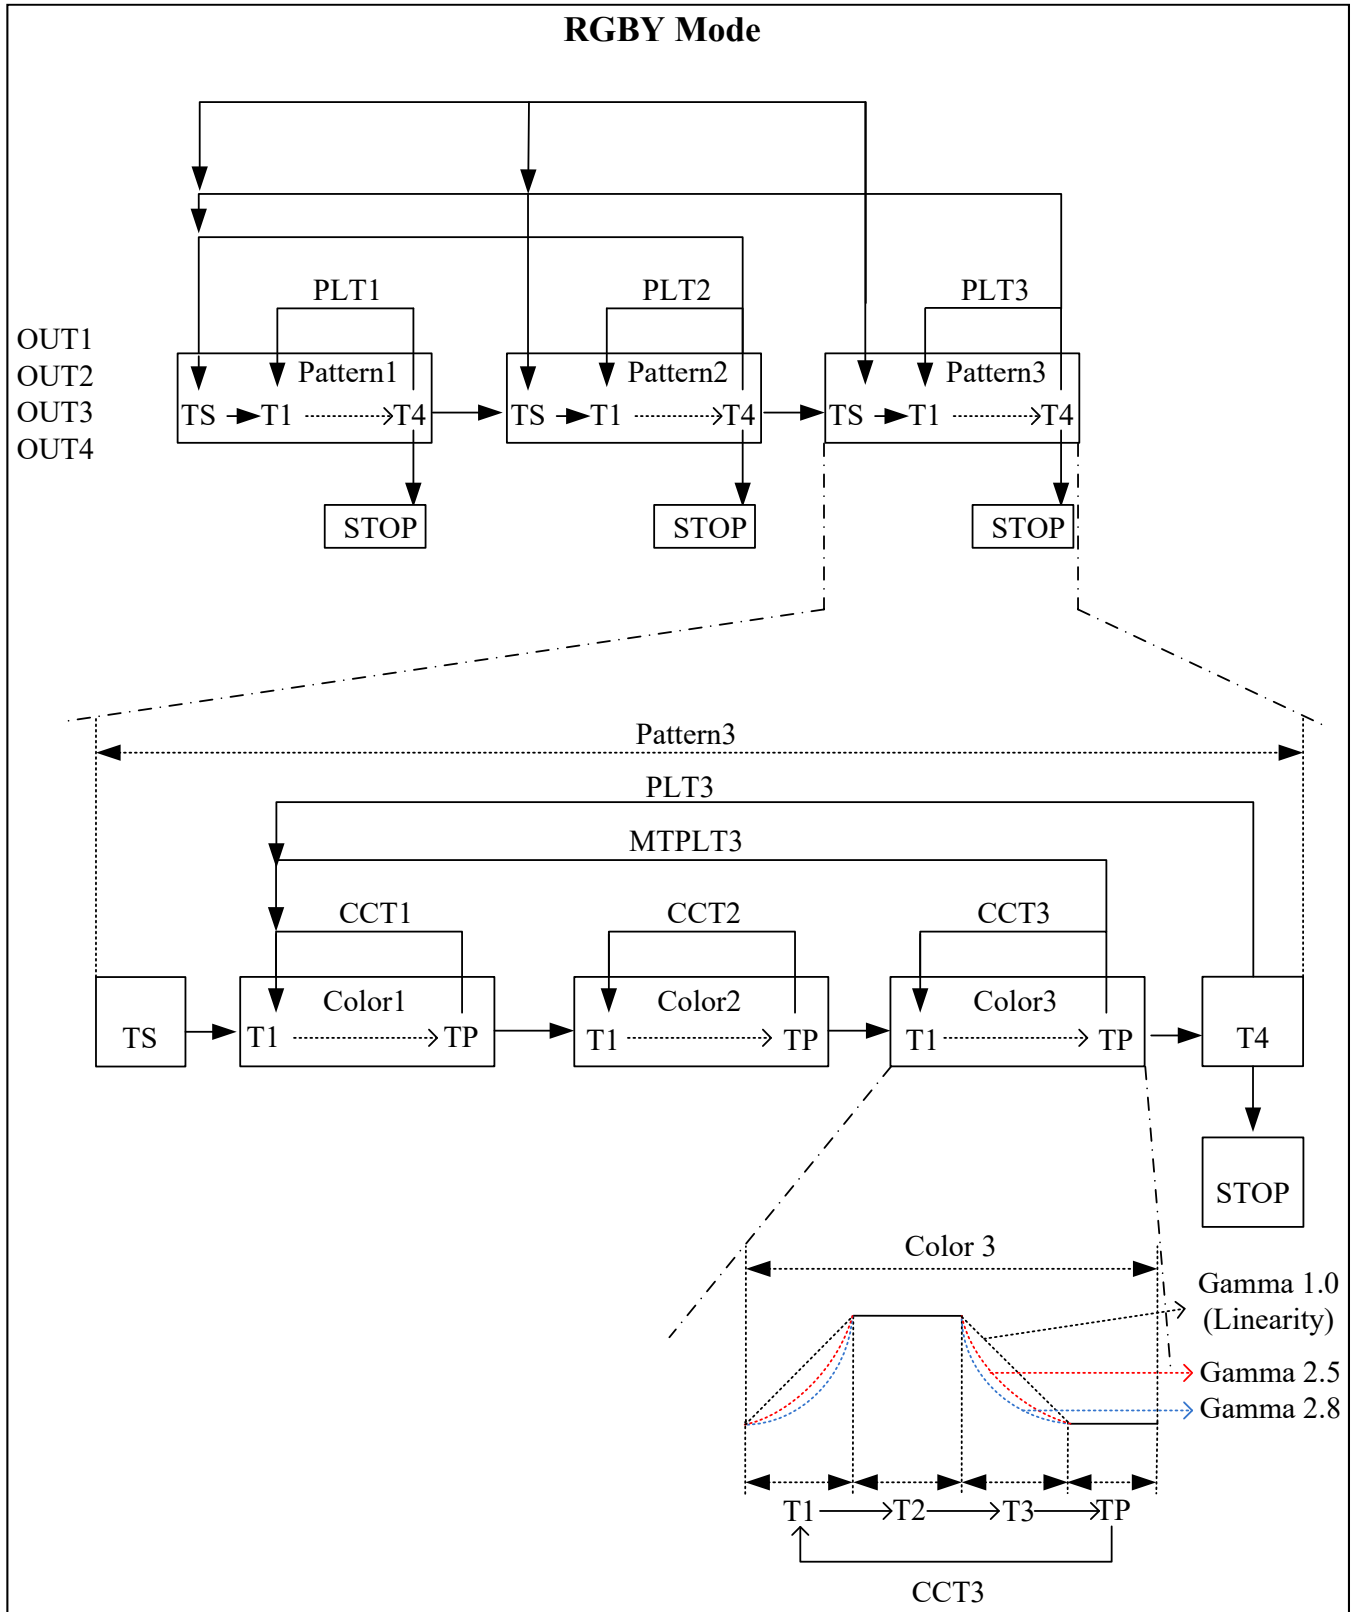 RGBY Mode
PLT1 PLT2 PLT3
OUT1
OUT2
OUT3
OUT4
Pattern1 Pattern2 Pattern3
TS T1 T4 TS T1 T4 TS T1 T4
STOP STOP STOP
Pattern3
PLT3
MTPLT3
CCT1 CCT2 CCT3
Color1 Color2 Color3
TS T1 TP T1 TP T1 TP T4
STOP
Color 3
Gamma 1.0
(Linearity)
Gamma 2.5
Gamma 2.8
T1 T2 T3 TP
CCT3